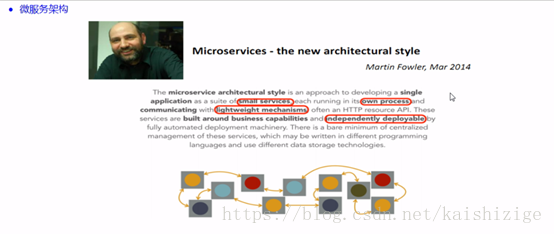 微服务架构
Microservices - the new architectural style
Martin Fowler, Mar 2014
The microservice architectural style is an approach to developing a single
application as a suite of small services, each running in its own process and
communicating with lightweight mechanisms, often an HTTP resource API. These
services are built around business capabilities and independently deployable by
fully automated deployment machinery. There is a bare minimum of centralized
management of these services, which may be written in different programming
languages and use different data storage technologies.
https://blog.csdn.net/kaishizige